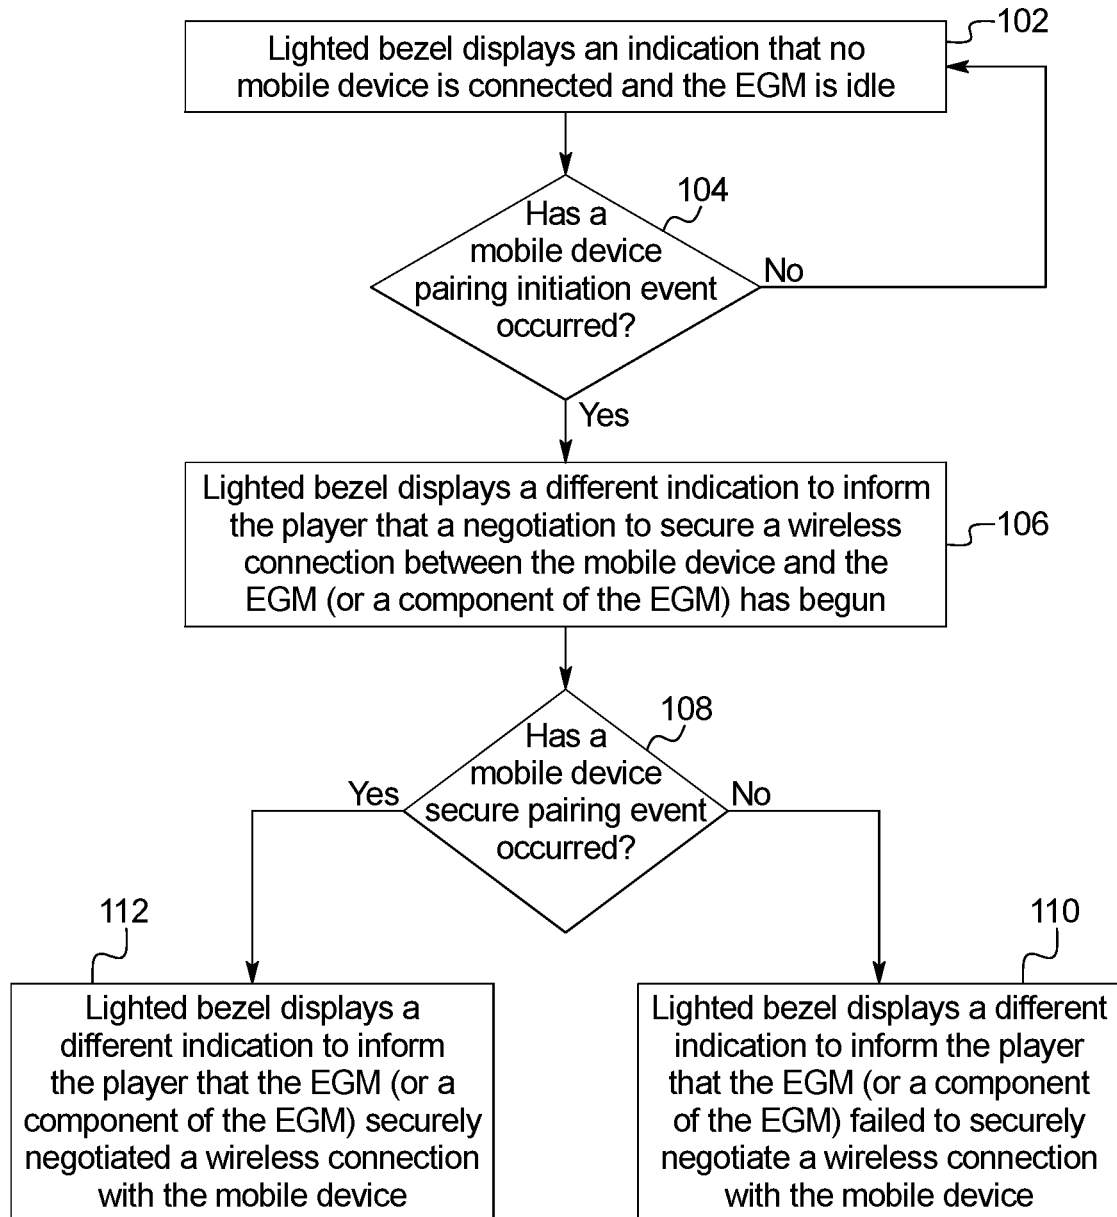 102
Lighted bezel displays an indication that no
mobile device is connected and the EGM is idle
104
Has a
mobile device
pairing initiation event
occurred?
No
Yes
Lighted bezel displays a different indication to inform
the player that a negotiation to secure a wireless
connection between the mobile device and the
EGM (or a component of the EGM) has begun
106
108
Has a
mobile device
secure pairing event
occurred?
Yes
No
112
Lighted bezel displays a
different indication to inform
the player that the EGM (or a
component of the EGM) securely
negotiated a wireless connection
with the mobile device
110
Lighted bezel displays a different
indication to inform the player
that the EGM (or a component
of the EGM) failed to securely
negotiate a wireless connection
with the mobile device